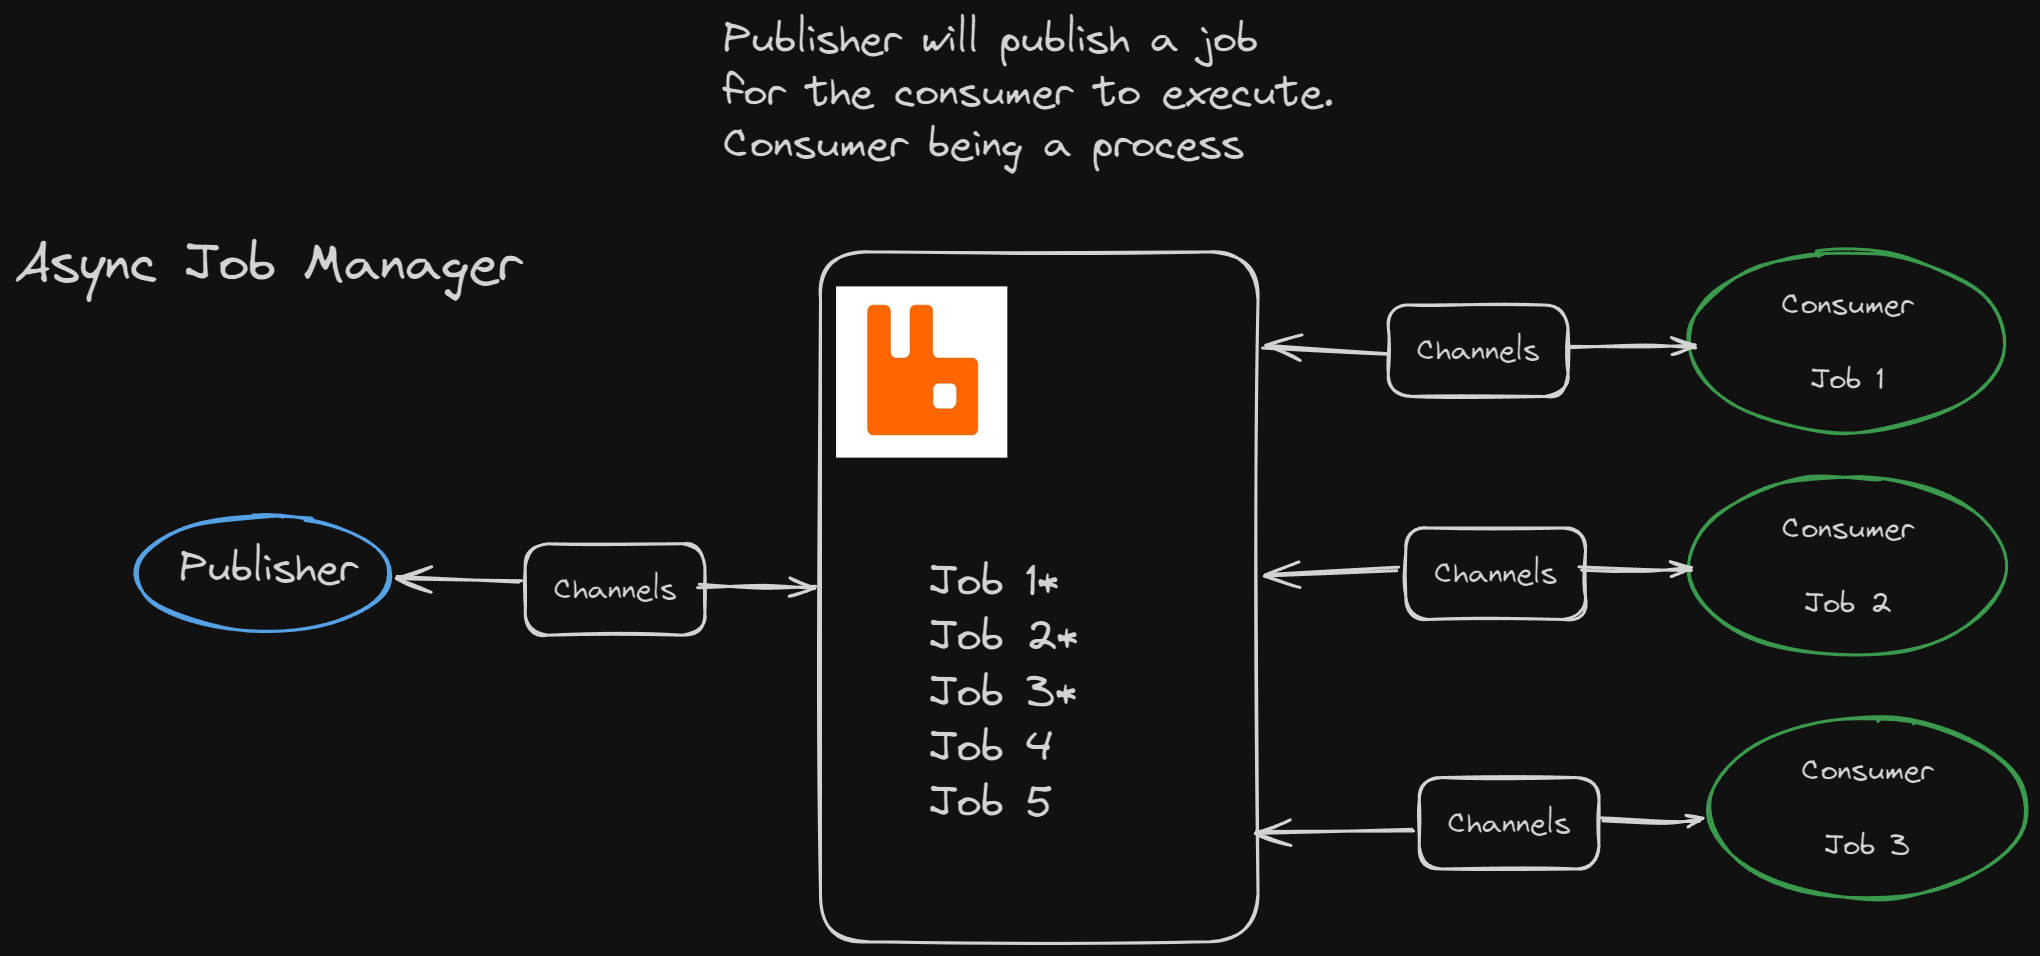 Publisher will publish a job
for the consumer to execute.
Consumer being a process
Async Job Manager
Publisher
Channels
Job 1*
Job 2*
Job 3*
Job 4
Job 5
Channels
Consumer
Job 1
Channels
Consumer
Job 2
Channels
Consumer
Job 3